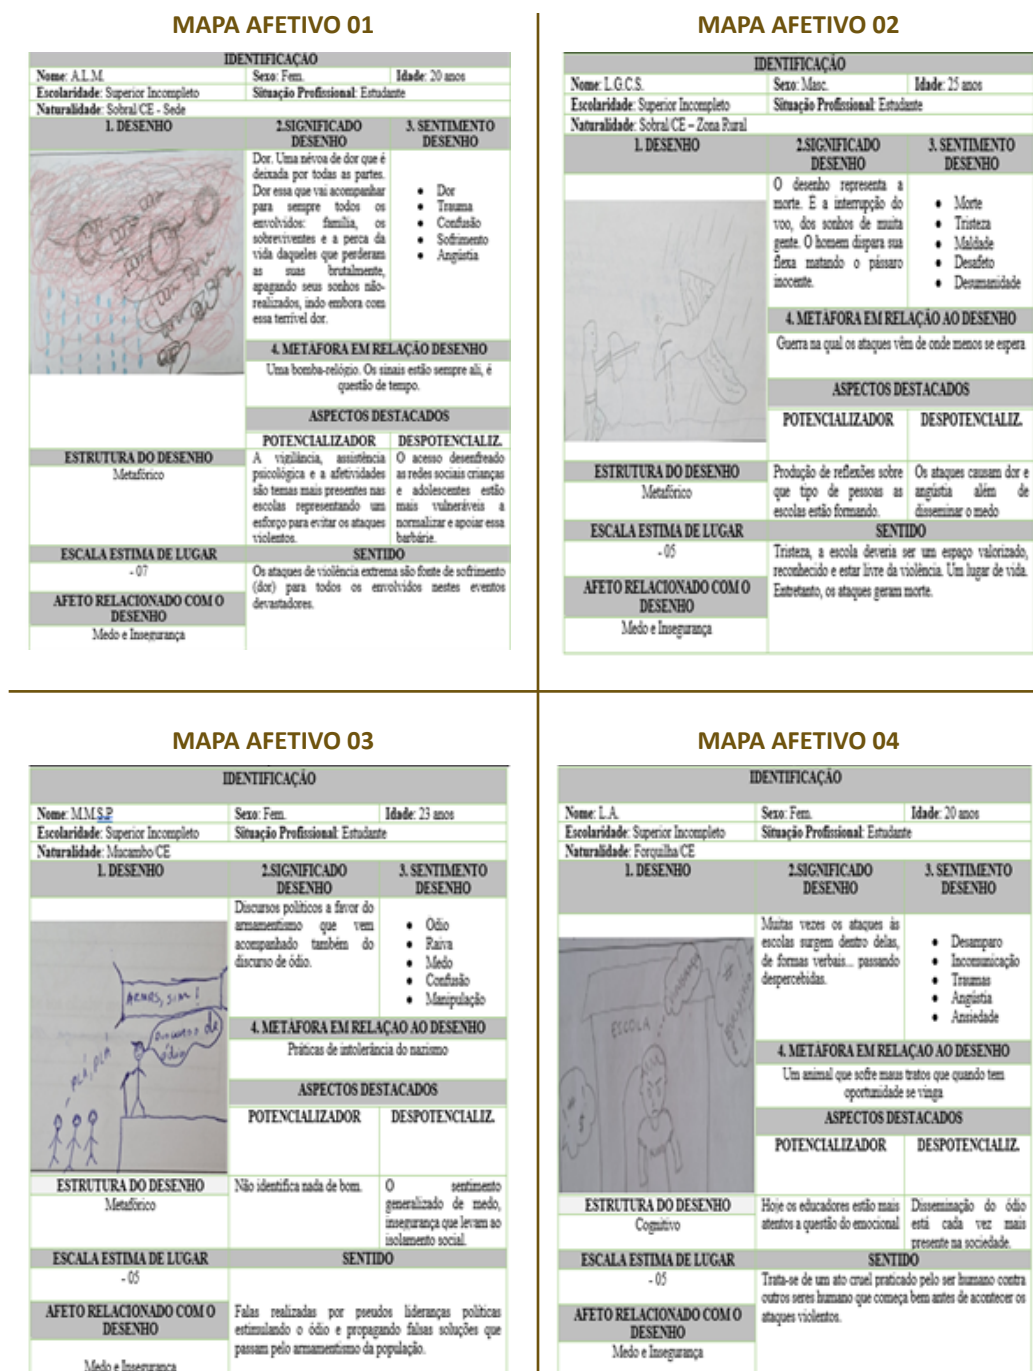 MAPA AFETIVO 01
IDENTIFICAÇÃO
Nome: A.L.M.
Sexo: Fem.
Idade: 20 anos
Escolaridade: Superior Incompleto
Situação Profissional: Estudante
Naturalidade: Sobral/CE - Sede
1. DESENHO
2.SIGNIFICADO
DESENHO
3. SENTIMENTO
DESENHO
Dor. Uma névoa de dor que é
deixada por todas as partes.
Dor essa que vai acompanhar
para sempre todos os
envolvidos: família, os
sobreviventes e a perca da
vida daqueles que perderam
as suas brutalmente,
apagando seus sonhos não-
realizados, indo embora com
essa terrível dor.
• Dor
• Trauma
• Confusão
• Sofrimento
• Angústia
4. METÁFORA EM RELAÇÃO DESENHO
Uma bomba-relógio. Os sinais estão sempre ali, é
questão de tempo.
ASPECTOS DESTACADOS
POTENCIALIZADOR
DESPOTENCIALIZ.
ESTRUTURA DO DESENHO
Metafórico
A vigilância, assistência
psicológica e a afetividades
são temas mais presentes nas
escolas representando um
esforço para evitar os ataques
violentos.
O acesso desenfreado
as redes sociais crianças
e adolescentes estão
mais vulneráveis a
normalizar e apoiar essa
barbárie.
ESCALA ESTIMA DE LUGAR
- 07
SENTIDO
Os ataques de violência extrema são fonte de sofrimento
(dor) para todos os envolvidos nestes eventos
devastadores.
AFETO RELACIONADO COM O
DESENHO
Medo e Insegurança
MAPA AFETIVO 02
IDENTIFICAÇÃO
Nome: L.G.C.S.
Sexo: Masc.
Idade: 25 anos
Escolaridade: Superior Incompleto
Situação Profissional: Estudante
Naturalidade: Sobral/CE – Zona Rural
1. DESENHO
2.SIGNIFICADO
DESENHO
3. SENTIMENTO
DESENHO
O desenho representa a
morte. E a interrupção do
voo, dos sonhos de muita
gente. O homem dispara sua
flexa matando o pássaro
inocente.
• Morte
• Tristeza
• Maldade
• Desafeto
• Desumanidade
4. METÁFORA EM RELAÇÃO AO DESENHO
Guerra na qual os ataques vêm de onde menos se espera
ASPECTOS DESTACADOS
POTENCIALIZADOR
DESPOTENCIALIZ.
ESTRUTURA DO DESENHO
Metafórico
Produção de reflexões sobre
que tipo de pessoas as
escolas estão formando.
Os ataques causam dor e
angústia além de
disseminar o medo
ESCALA ESTIMA DE LUGAR
- 05
SENTIDO
Tristeza, a escola deveria ser um espaço valorizado,
reconhecido e estar livre da violência. Um lugar de vida.
Entretanto, os ataques geram morte.
AFETO RELACIONADO COM O
DESENHO
Medo e Insegurança
MAPA AFETIVO 03
IDENTIFICAÇÃO
Nome: M.M.S.P
Sexo: Fem.
Idade: 23 anos
Escolaridade: Superior Incompleto
Situação Profissional: Estudante
Naturalidade: Mucambo/CE
1. DESENHO
2.SIGNIFICADO
DESENHO
3. SENTIMENTO
DESENHO
ARMAS, SIM!
DISCURSO de
ódio
BLÁ, BLÁ
Discursos políticos a favor do
armamentismo que vem
acompanhado também do
discurso de ódio.
• Odio
• Raiva
• Medo
• Confusão
• Manipulação
4. METÁFORA EM RELAÇAO AO DESENHO
Práticas de intolerância do nazismo
ASPECTOS DESTACADOS
POTENCIALIZADOR
DESPOTENCIALIZ.
ESTRUTURA DO DESENHO
Metafórico
Não identifica nada de bom.
O sentimento
generalizado de medo,
insegurança que levam ao
isolamento social.
ESCALA ESTIMA DE LUGAR
- 05
SENTIDO
Falas realizadas por pseudos lideranças políticas
estimulando o ódio e propagando falsas soluções que
passam pelo armamentismo da população.
AFETO RELACIONADO COM O
DESENHO
Medo e Insegurança
MAPA AFETIVO 04
IDENTIFICAÇÃO
Nome: L.A.
Sexo: Fem.
Idade: 20 anos
Escolaridade: Superior Incompleto
Situação Profissional: Estudante
Naturalidade: Forquilha/CE
1. DESENHO
2.SIGNIFICADO
DESENHO
3. SENTIMENTO
DESENHO
ESCOLA
Muitas vezes os ataques às
escolas surgem dentro delas,
de formas verbais... passando
despercebidas.
• Desamparo
• Incomunicação
• Traumas
• Angústia
• Ansiedade
4. METÁFORA EM RELAÇAO AO DESENHO
Um animal que sofre maus tratos que quando tem
oportunidade se vinga
ASPECTOS DESTACADOS
POTENCIALIZADOR
DESPOTENCIALIZ.
ESTRUTURA DO DESENHO
Cognitivo
Hoje os educadores estão mais
atentos a questão do emocional
Disseminação do ódio
está cada vez mais
presente na sociedade.
ESCALA ESTIMA DE LUGAR
- 05
SENTIDO
Trata-se de um ato cruel praticado pelo ser humano contra
outros seres humano que começa bem antes de acontecer os
ataques violentos.
AFETO RELACIONADO COM O
DESENHO
Medo e Insegurança